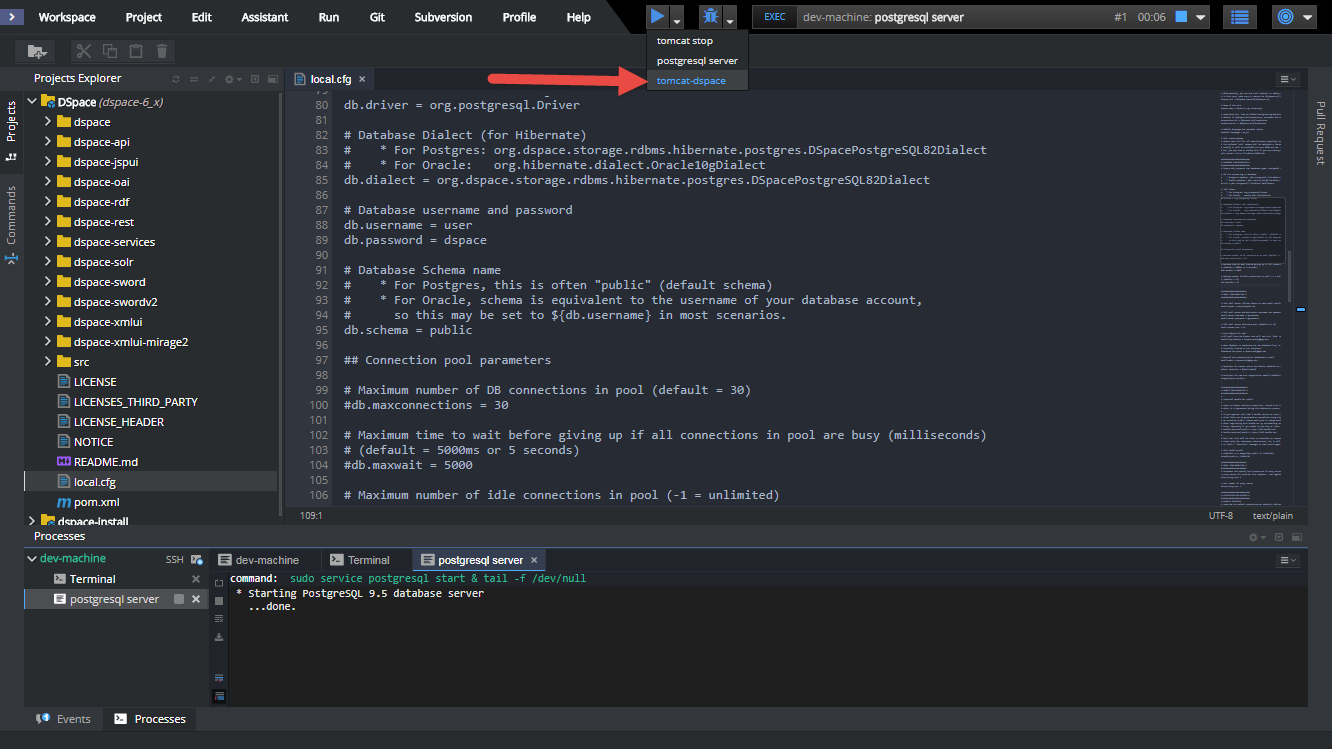 Workspace Project Edit Assistant Run Git Subversion Profile Help
EXEC dev-machine: postgresql server #1 00:06
tomcat stop
postgresql server
tomcat-dspace
Projects Explorer
local.cfg
Projects
Commands
Pull Request
DSpace (dspace-6_x)
dspace
dspace-api
dspace-jspui
dspace-oai
dspace-rdf
dspace-rest
dspace-services
dspace-solr
dspace-sword
dspace-swordv2
dspace-xmlui
dspace-xmlui-mirage2
src
LICENSE
LICENSES_THIRD_PARTY
LICENSE_HEADER
NOTICE
README.md
local.cfg
pom.xml
dspace-install
79
80 db.driver = org.postgresql.Driver
81
82 # Database Dialect (for Hibernate)
83 #    * For Postgres: org.dspace.storage.rdbms.hibernate.postgres.DSpacePostgreSQL82Dialect
84 #    * For Oracle:   org.hibernate.dialect.Oracle10gDialect
85 db.dialect = org.dspace.storage.rdbms.hibernate.postgres.DSpacePostgreSQL82Dialect
86
87 # Database username and password
88 db.username = user
89 db.password = dspace
90
91 # Database Schema name
92 #    * For Postgres, this is often "public" (default schema)
93 #    * For Oracle, schema is equivalent to the username of your database account,
94 #      so this may be set to ${db.username} in most scenarios.
95 db.schema = public
96
97 ## Connection pool parameters
98
99 # Maximum number of DB connections in pool (default = 30)
100 #db.maxconnections = 30
101
102 # Maximum time to wait before giving up if all connections in pool are busy (milliseconds)
103 # (default = 5000ms or 5 seconds)
104 #db.maxwait = 5000
105
106 # Maximum number of idle connections in pool (-1 = unlimited)
109:1 UTF-8 text/plain
Processes
dev-machine SSH
Terminal
postgresql server
dev-machine Terminal postgresql server
command: sudo service postgresql start & tail -f /dev/null
* Starting PostgreSQL 9.5 database server
...done.
Events Processes